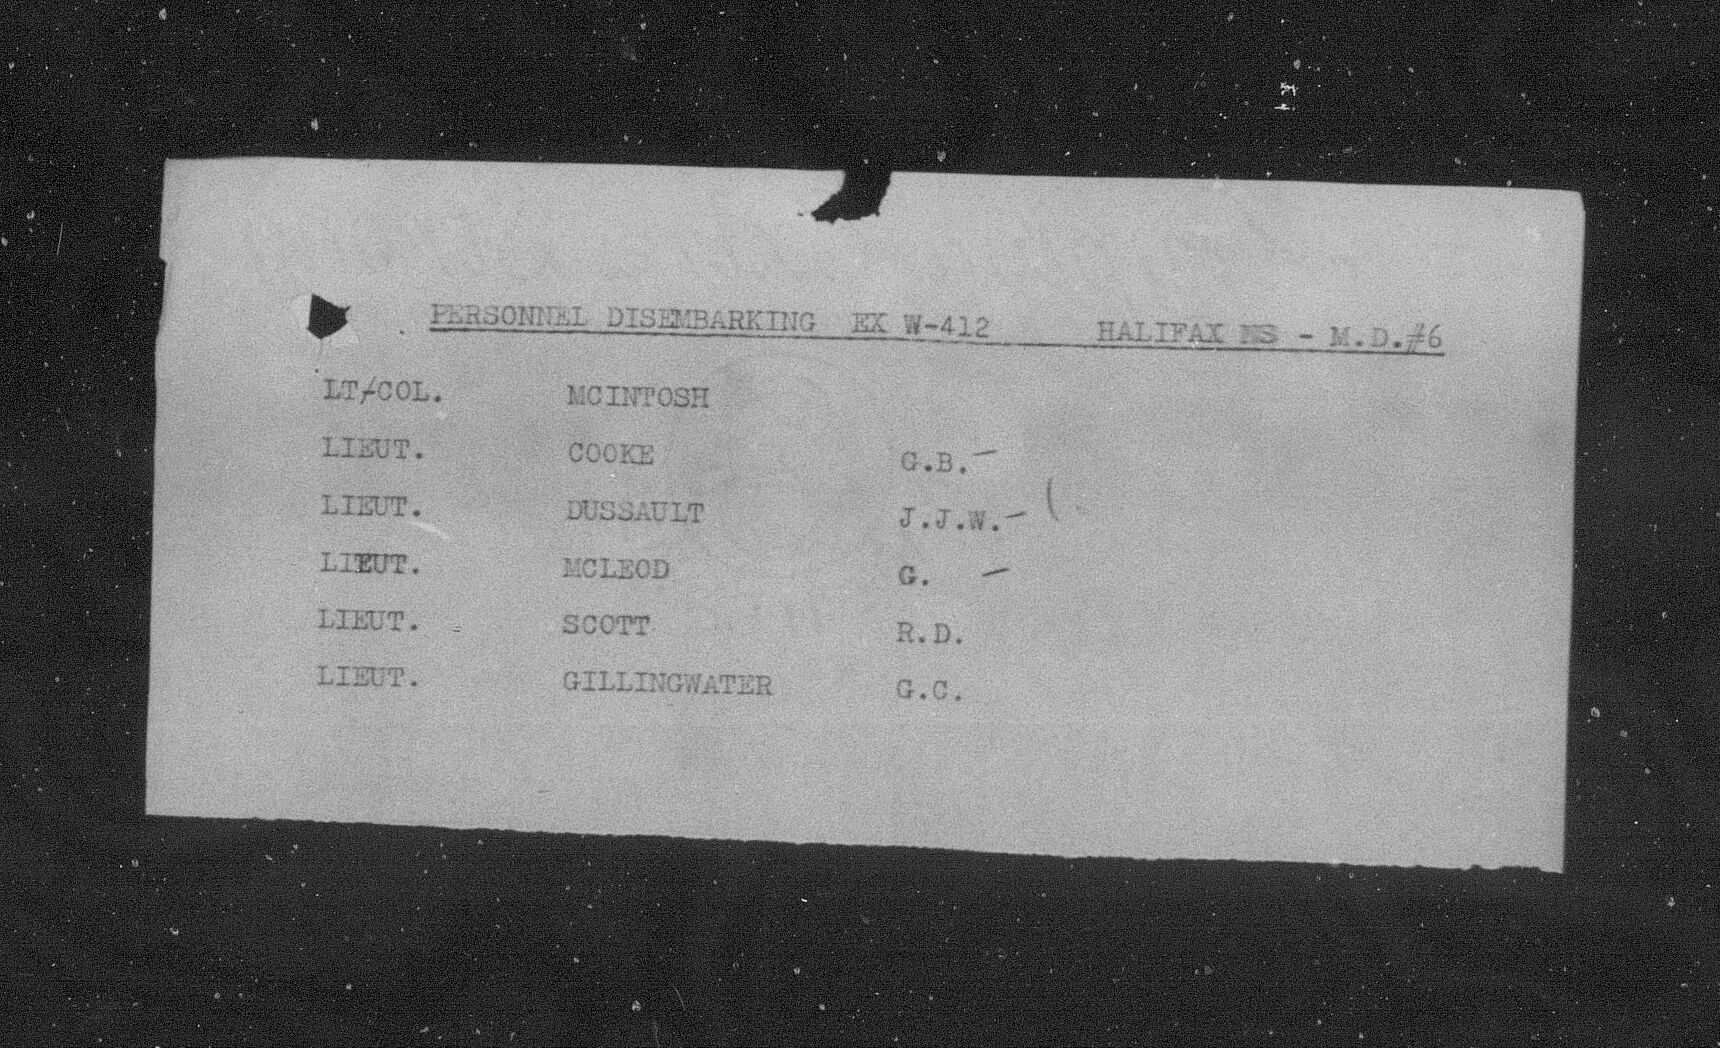 PERSONNEL DISEMBARKING EX W-412 HALIFAX NS - M.D.#6
LT/COL. MCINTOSH
LIEUT. COOKE G.B. -
LIEUT. DUSSAULT J.J.W. - (
LIEUT. MCLEOD G. -
LIEUT. SCOTT R.D.
LIEUT. GILLINGWATER G.C.